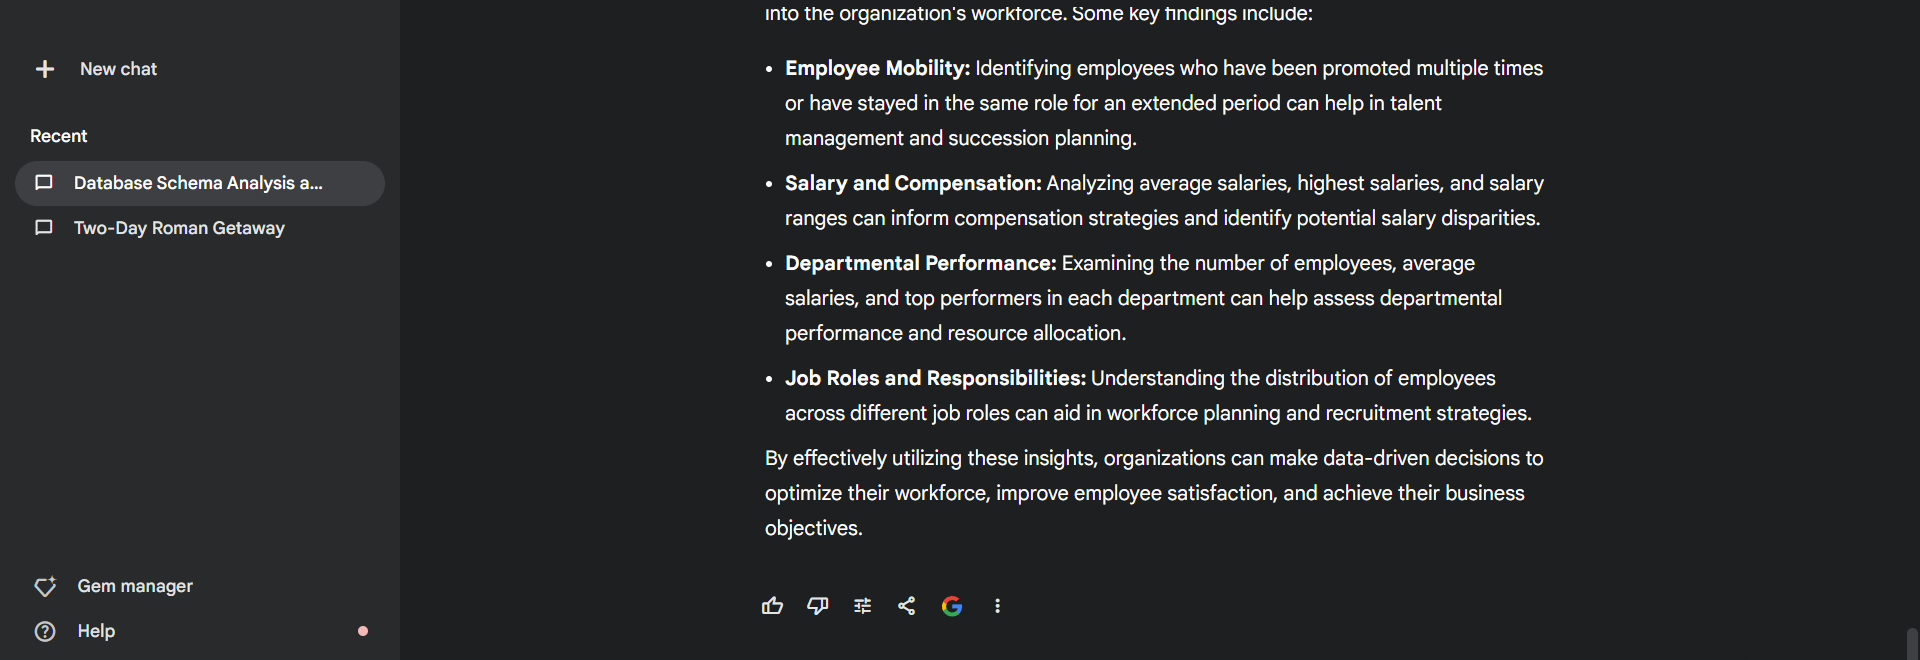 New chat
Recent
Database Schema Analysis a...
Two-Day Roman Getaway
Gem manager
Help
into the organization's workforce. Some key findings include:
• Employee Mobility: Identifying employees who have been promoted multiple times
or have stayed in the same role for an extended period can help in talent
management and succession planning.
• Salary and Compensation: Analyzing average salaries, highest salaries, and salary
ranges can inform compensation strategies and identify potential salary disparities.
• Departmental Performance: Examining the number of employees, average
salaries, and top performers in each department can help assess departmental
performance and resource allocation.
• Job Roles and Responsibilities: Understanding the distribution of employees
across different job roles can aid in workforce planning and recruitment strategies.
By effectively utilizing these insights, organizations can make data-driven decisions to
optimize their workforce, improve employee satisfaction, and achieve their business
objectives.